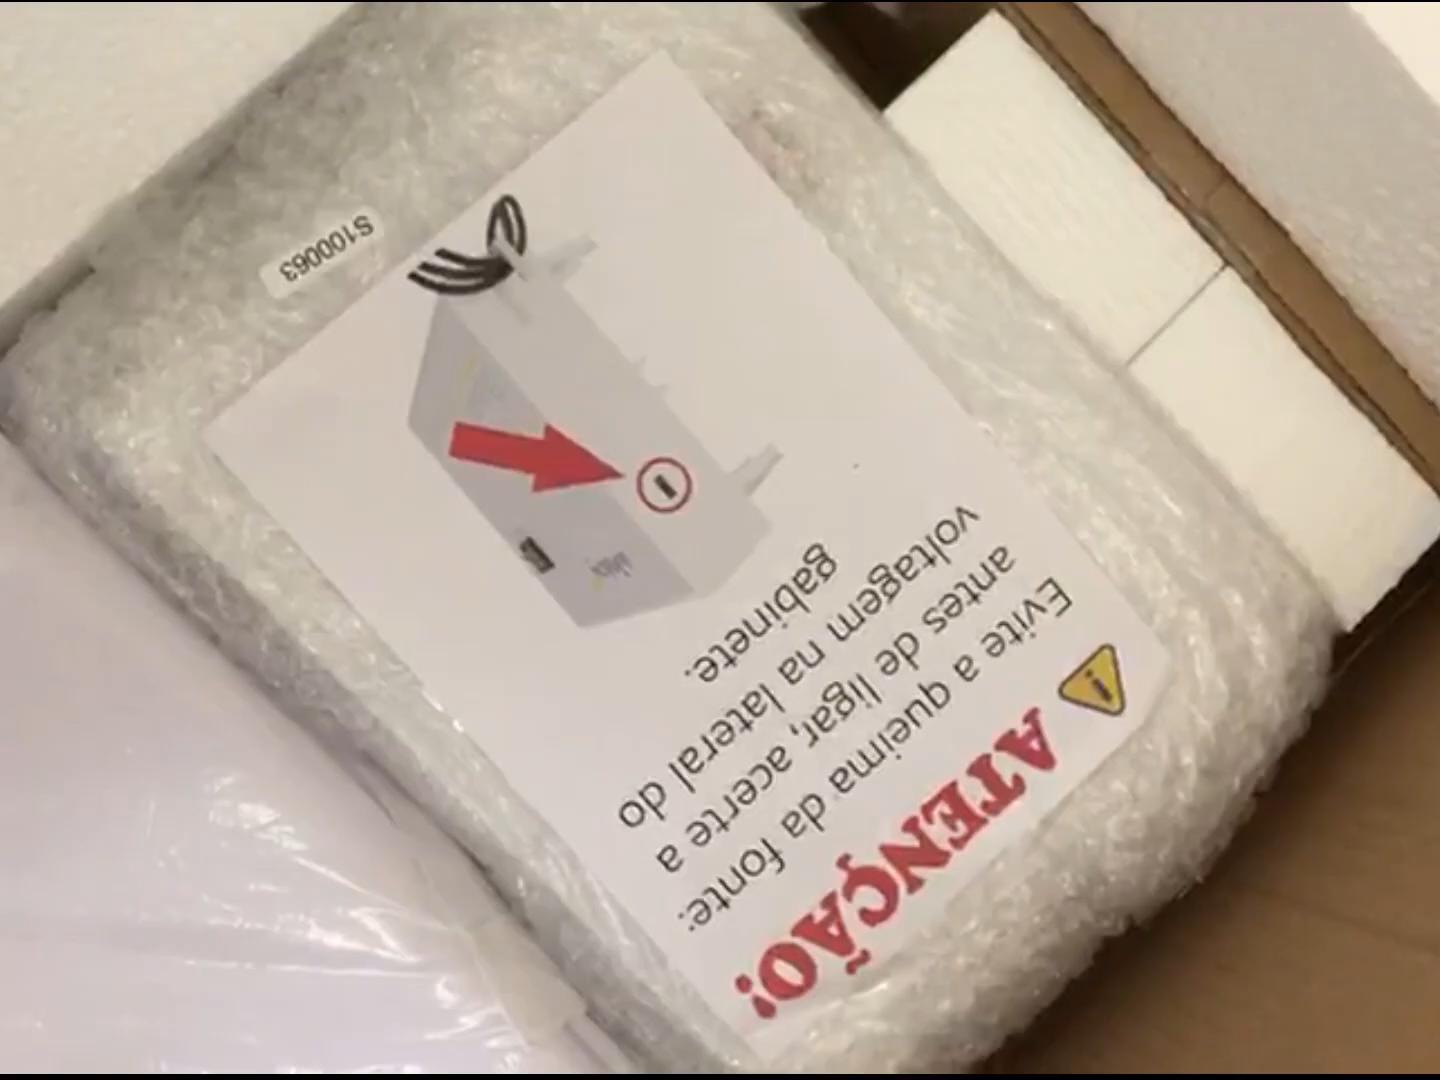 ATENÇÃO!
Evite a queima da fonte:
antes de ligar, acerte a
voltagem na lateral do
gabinete.
S100063